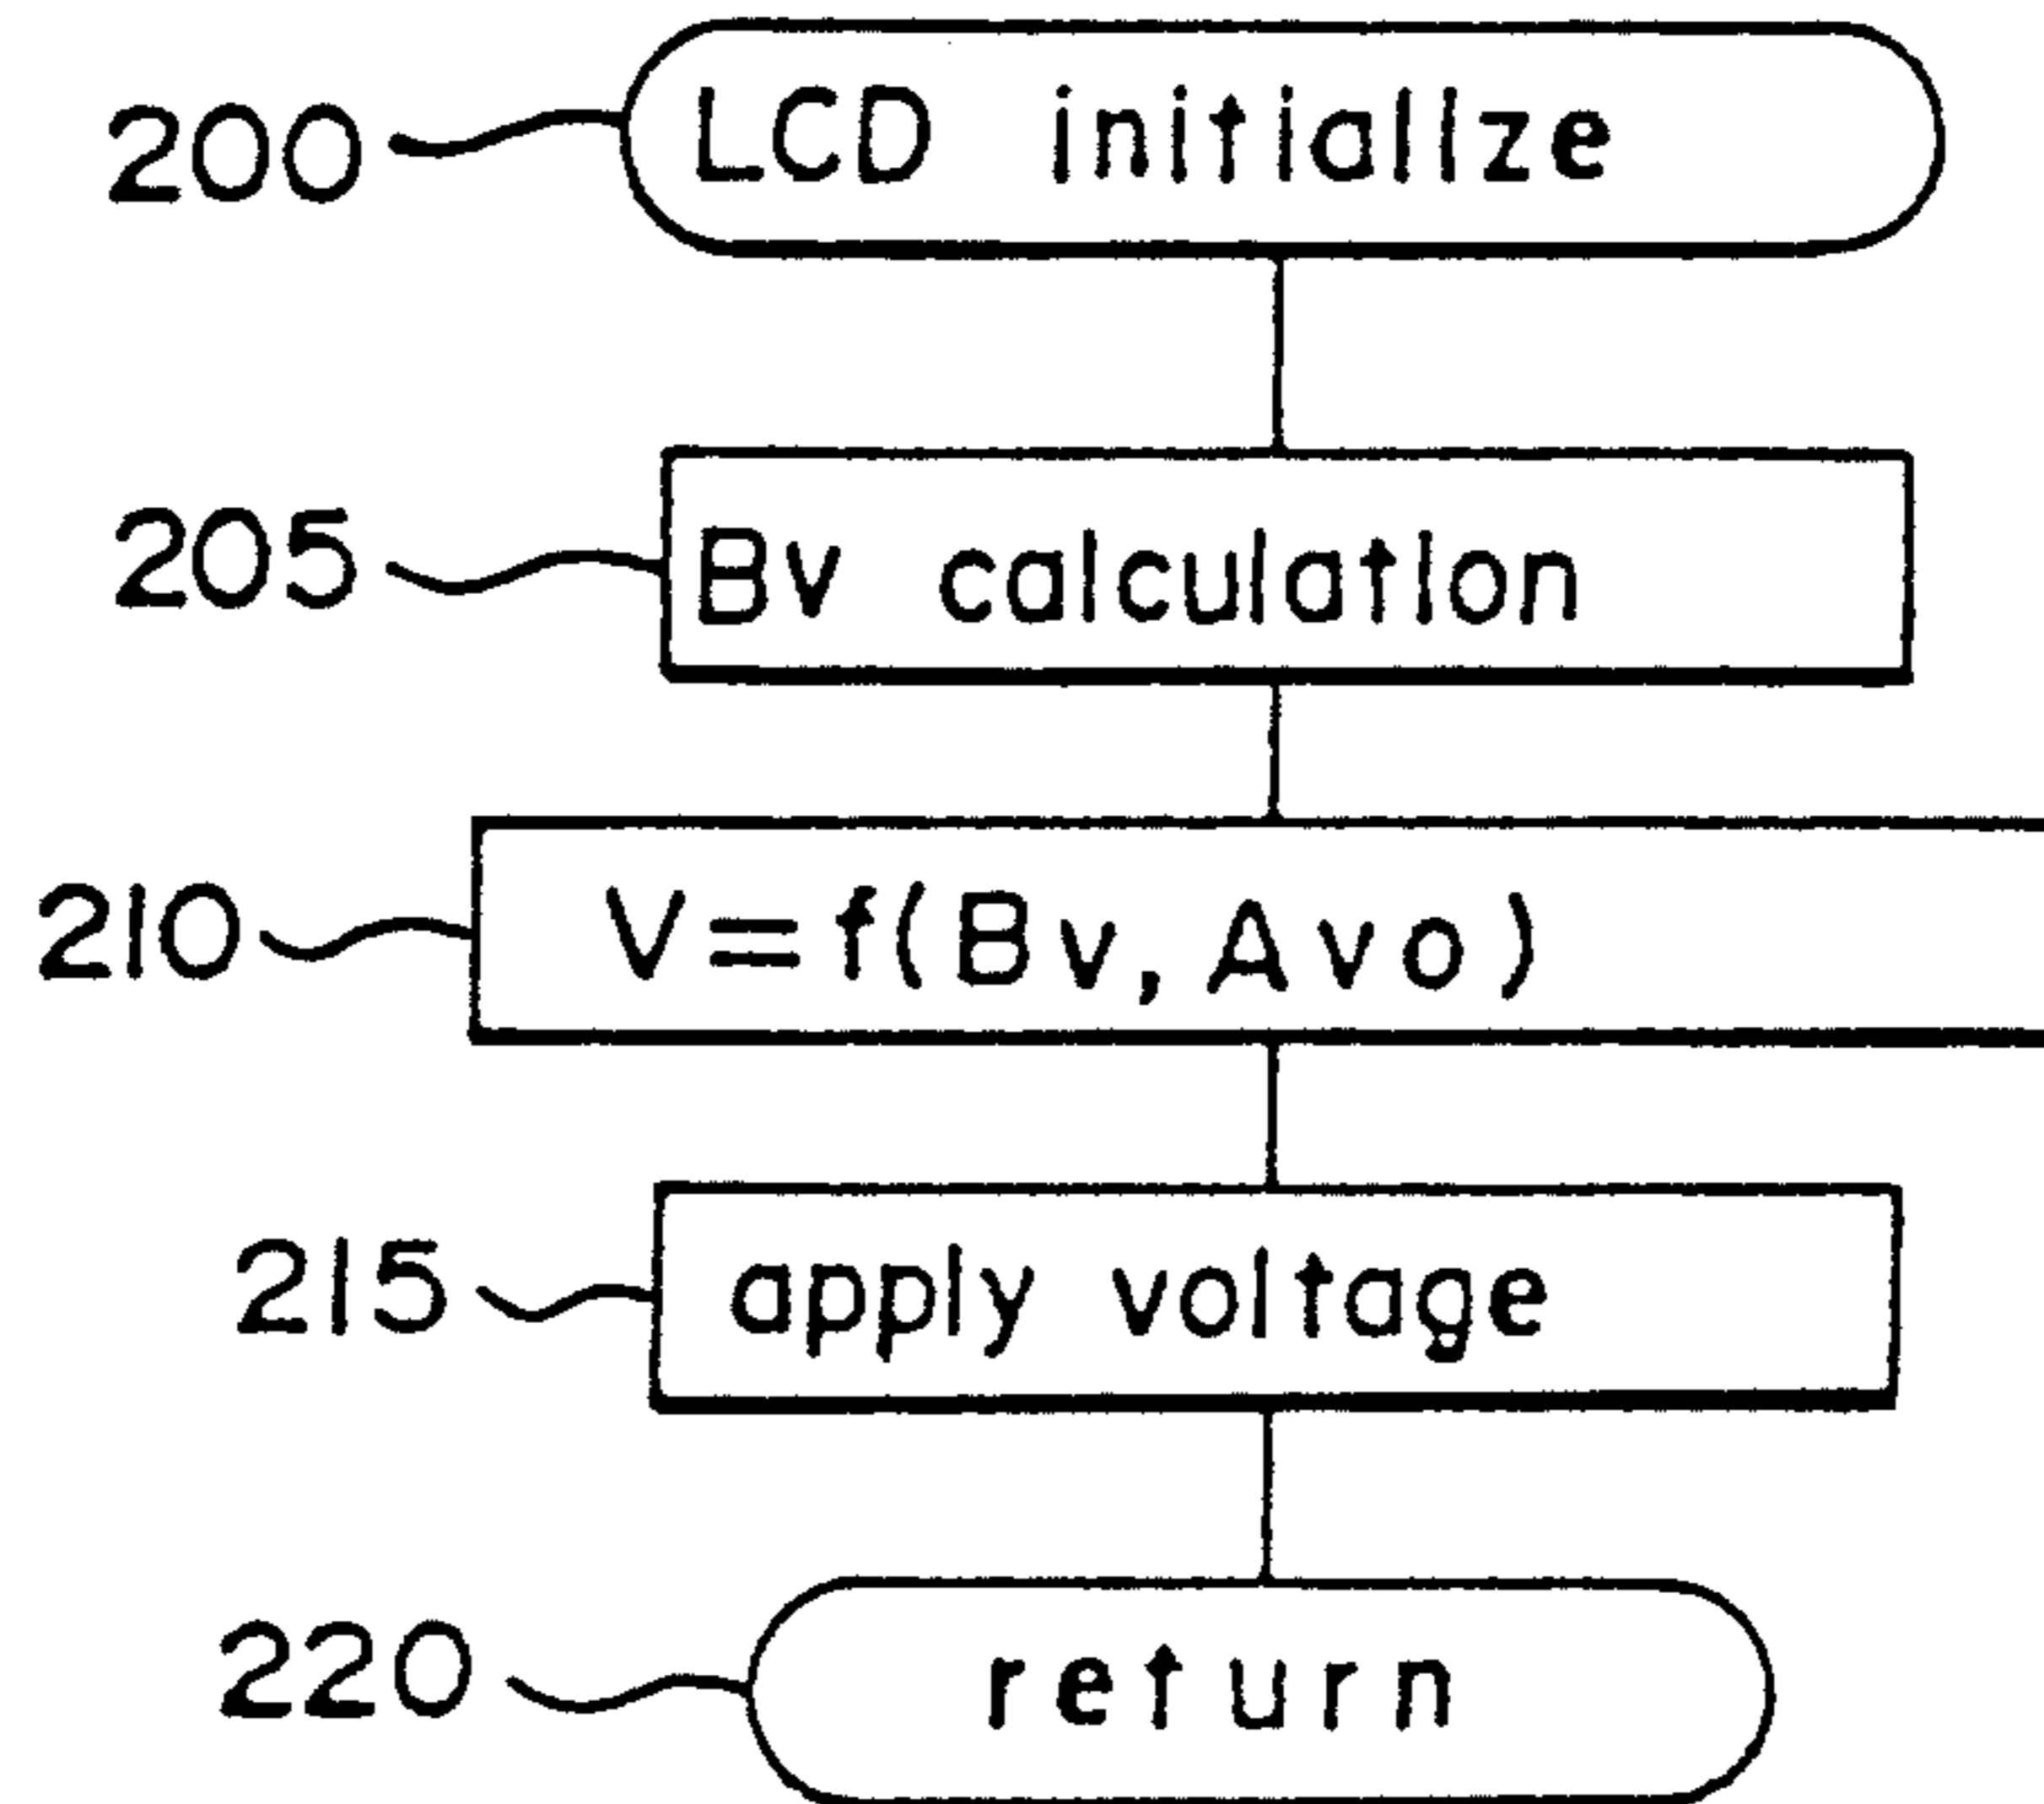 200 LCD initialize
205 Bv calculation
210 V=f(Bv, Avo)
215 apply voltage
220 return